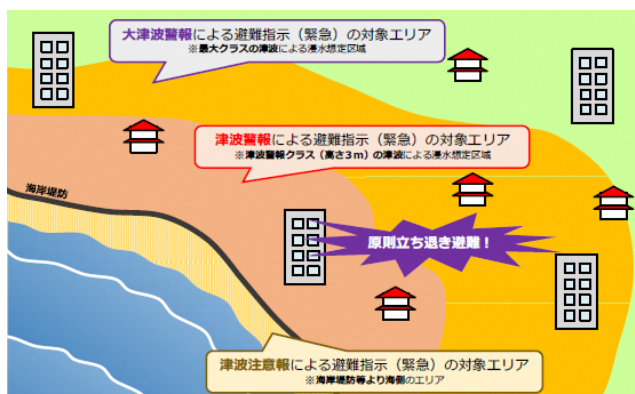 大津波警報による避難指示（緊急）の対象エリア
※最大クラスの津波による浸水想定区域
津波警報による避難指示（緊急）の対象エリア
※津波警報クラス（高さ3ｍ）の津波による浸水想定区域
海岸堤防
原則立ち退き避難！
津波注意報による避難指示（緊急）の対象エリア
※海岸堤防等より海側のエリア